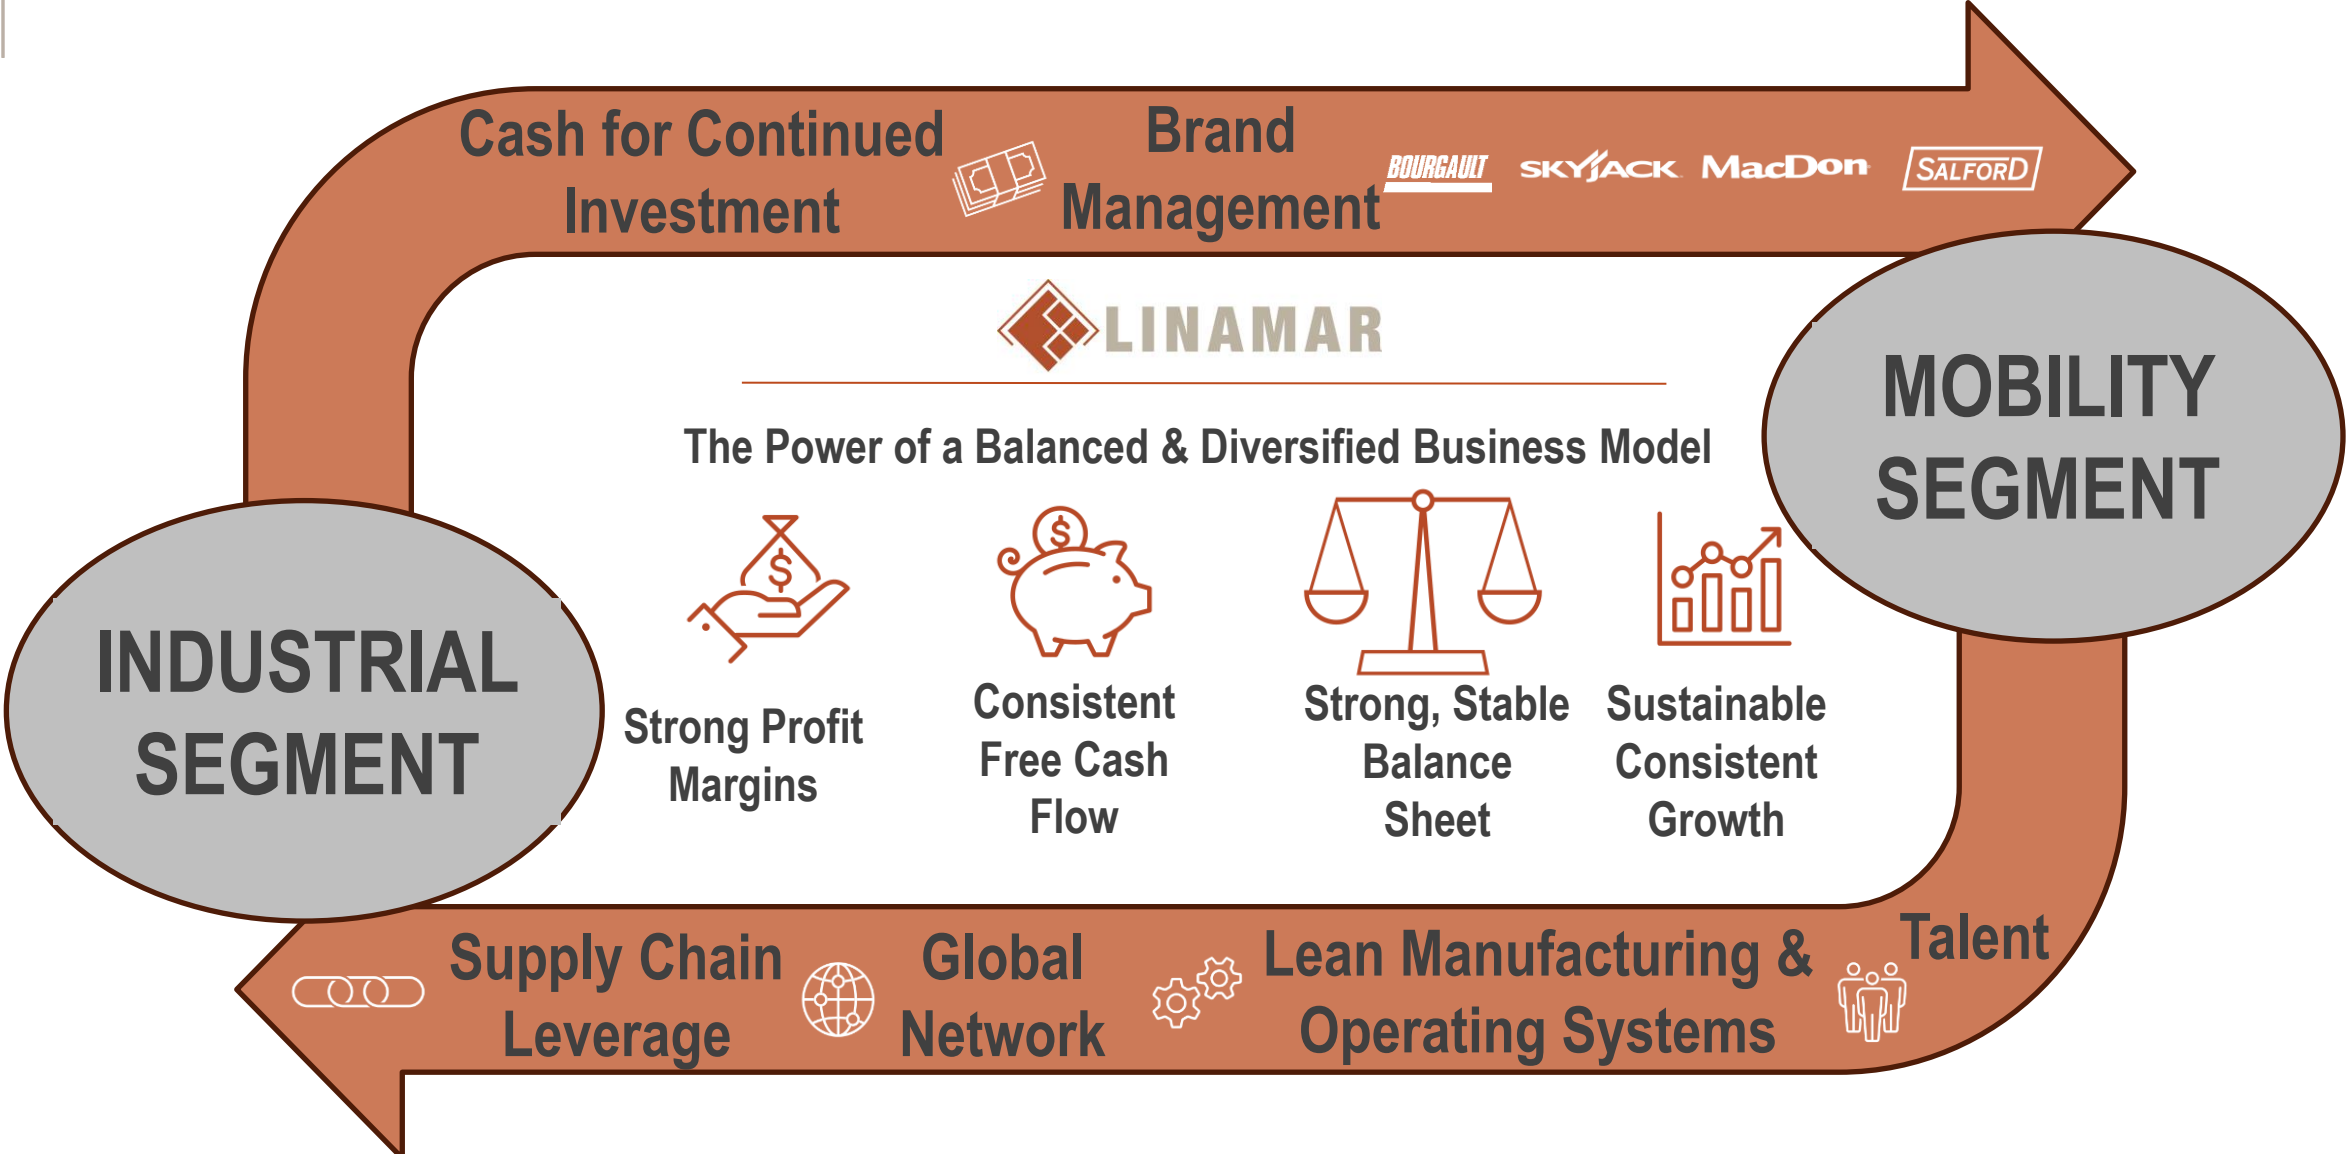 Cash for Continued
Investment
Brand
Management
BOURGAULT
SKYJACK
MacDon
SALFORD
LINAMAR
The Power of a Balanced & Diversified Business Model
MOBILITY
SEGMENT
INDUSTRIAL
SEGMENT
$
Strong Profit
Margins
$
Consistent
Free Cash
Flow
Strong, Stable
Balance
Sheet
Sustainable
Consistent
Growth
Supply Chain
Leverage
Global
Network
Lean Manufacturing &
Operating Systems
Talent